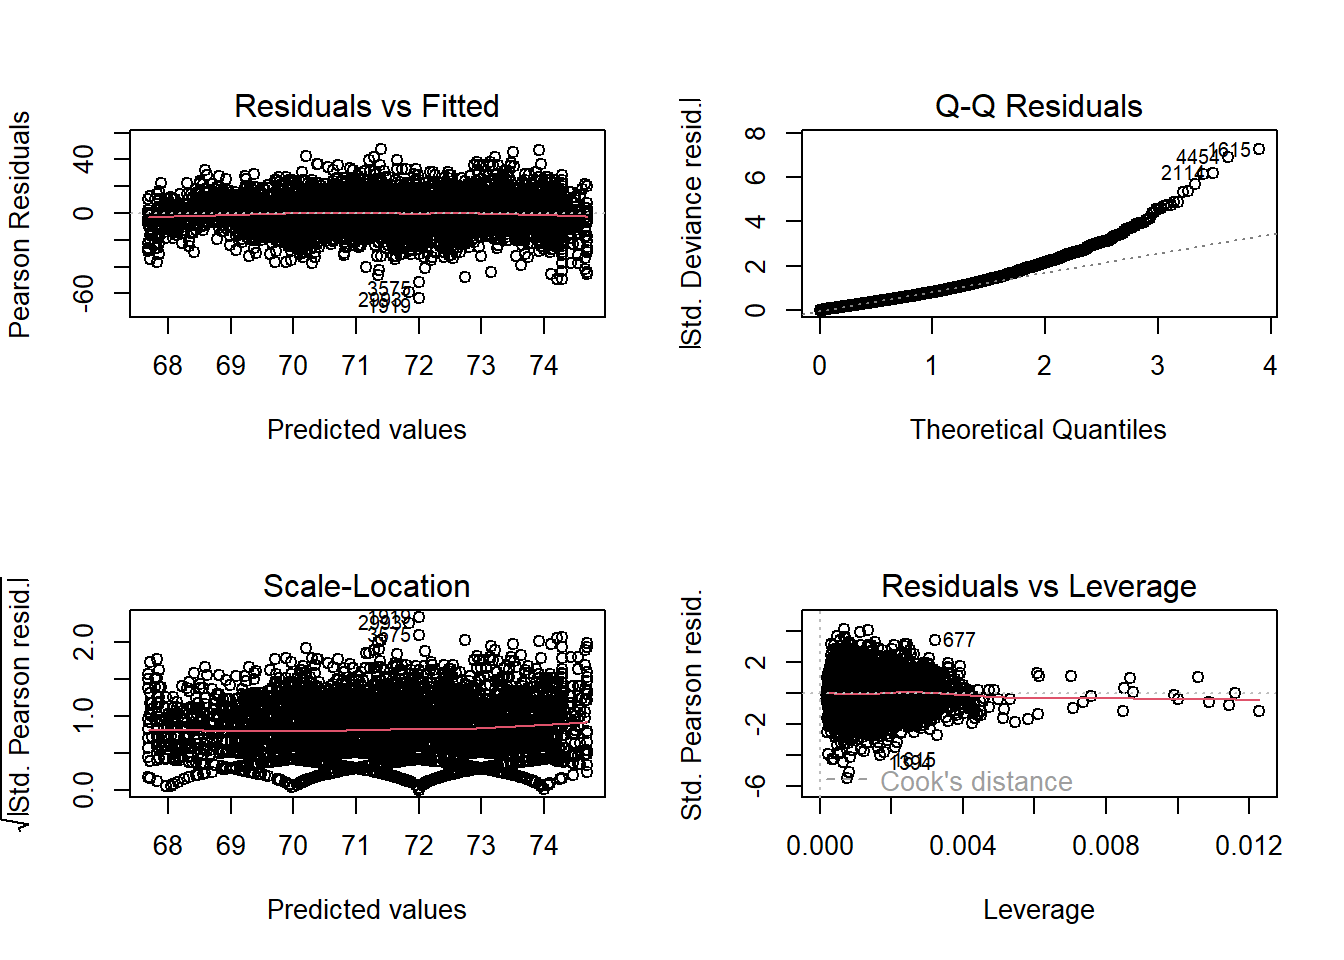 Residuals vs Fitted
Pearson Residuals
40
0
-60
3575
2993
1919
68 69 70 71 72 73 74
Predicted values
Q-Q Residuals
|Std. Deviance resid.|
8
6
4
2
0
1615
4454
2114
0 1 2 3 4
Theoretical Quantiles
Scale-Location
√|Std. Pearson resid.|
2.0
1.0
0.0
1919
2993
3575
68 69 70 71 72 73 74
Predicted values
Residuals vs Leverage
Std. Pearson resid.
2
-2
-6
677
1615
1394
Cook's distance
0.000 0.004 0.008 0.012
Leverage